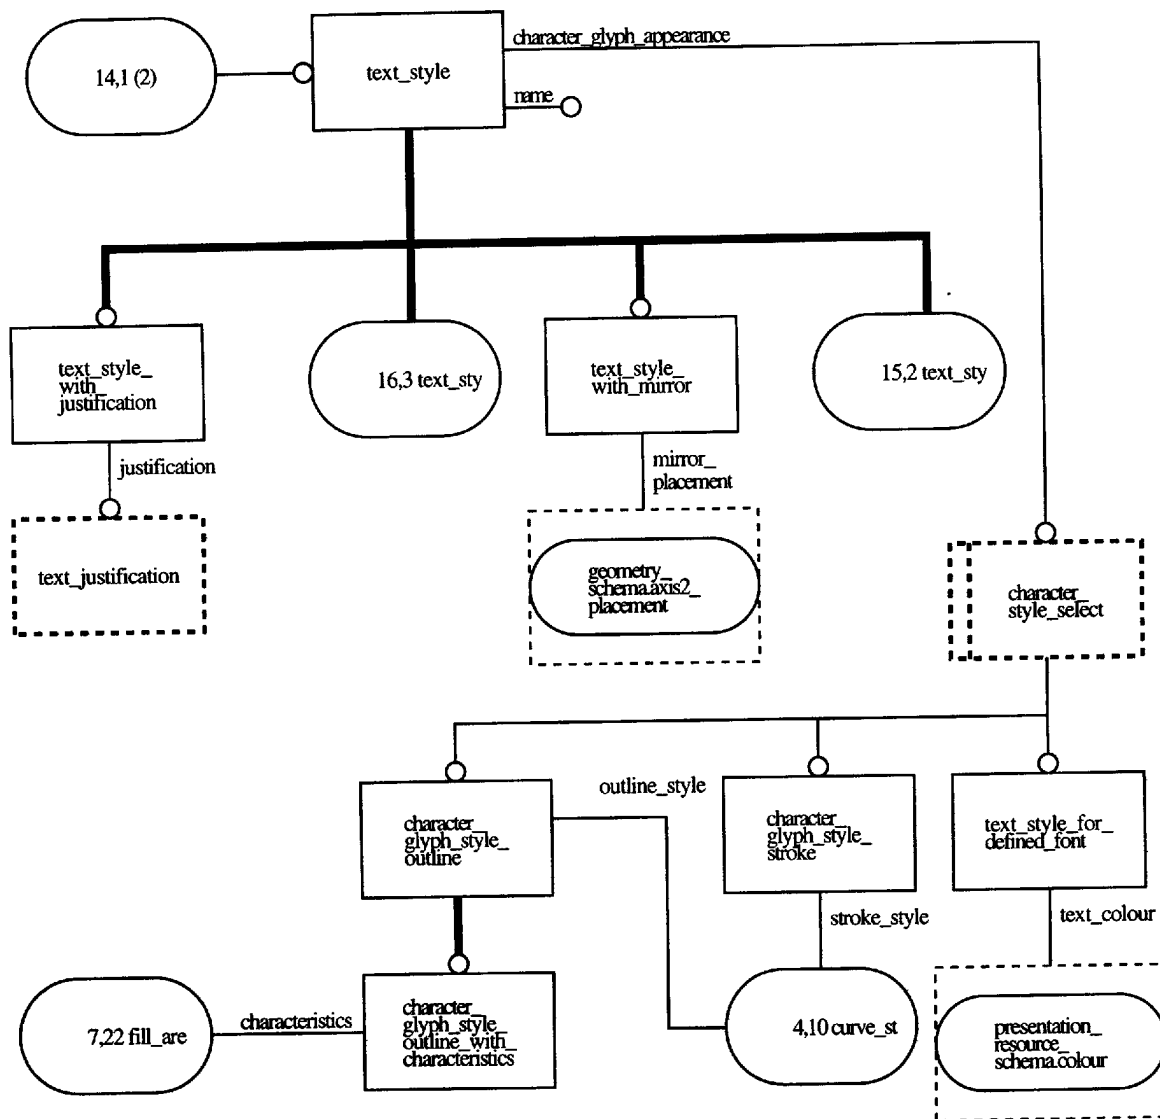 character_glyph_appearance
14,1 (2)
text_style
name
text_style_
with_
justification
16,3 text_sty
text_style_
with_mirror
15,2 text_sty
justification
mirror_
placement
text_justification
geometry_
schema.axis2_
placement
character_
style_select
outline_style
character_
glyph_style_
outline
character_
glyph_style_
stroke
text_style_for_
defined_font
stroke_style
text_colour
7,22 fill_are
characteristics
character_
glyph_style_
outline_with_
characteristics
4,10 curve_st
presentation_
resource_
schema.colour